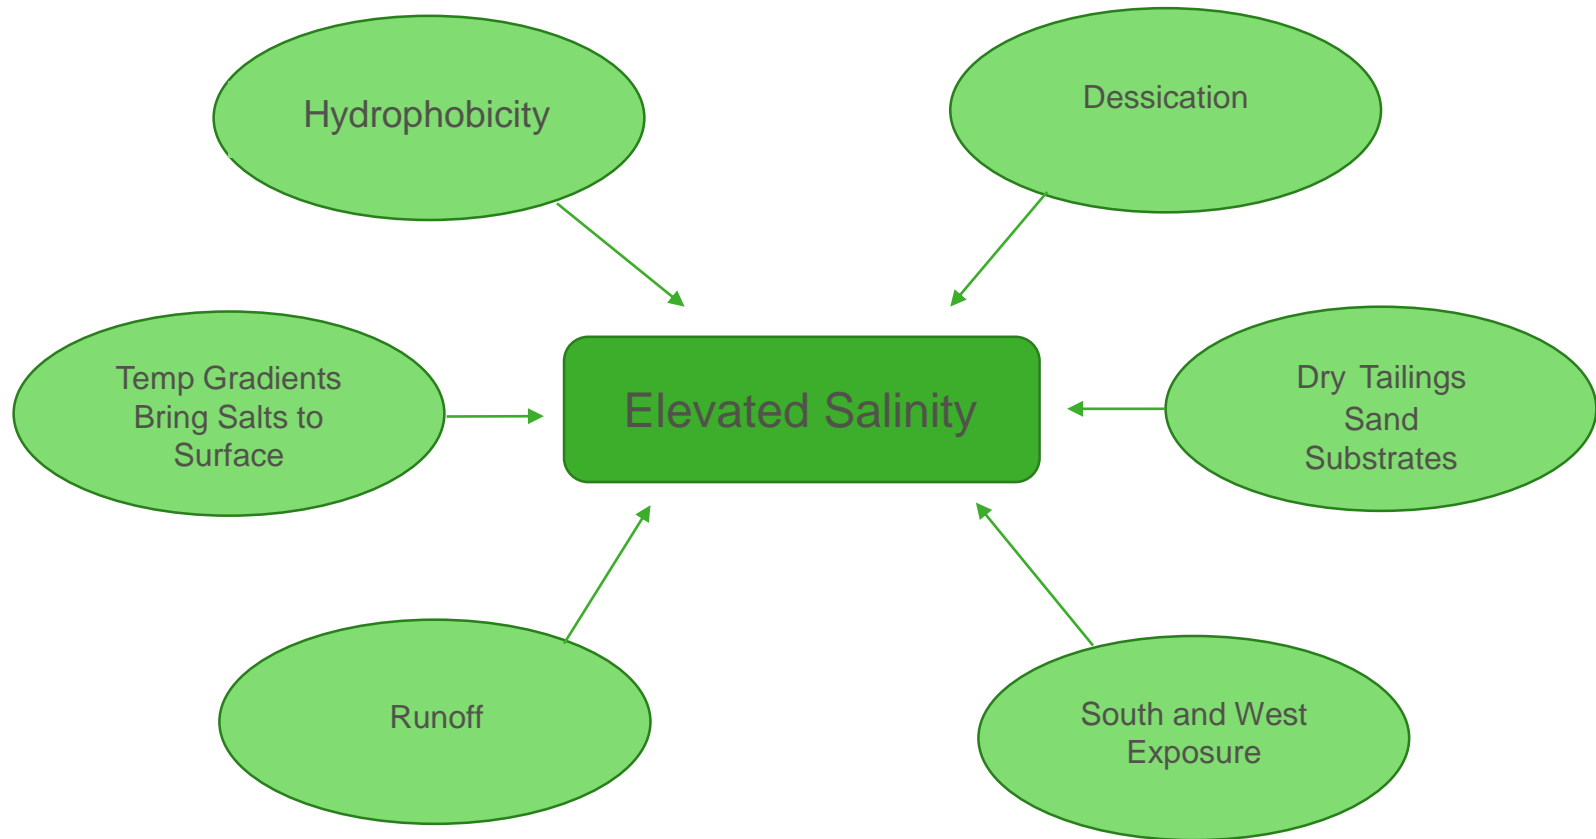 Hydrophobicity
Dessication
Temp Gradients
Bring Salts to
Surface
Elevated Salinity
Dry Tailings
Sand
Substrates
Runoff
South and West
Exposure